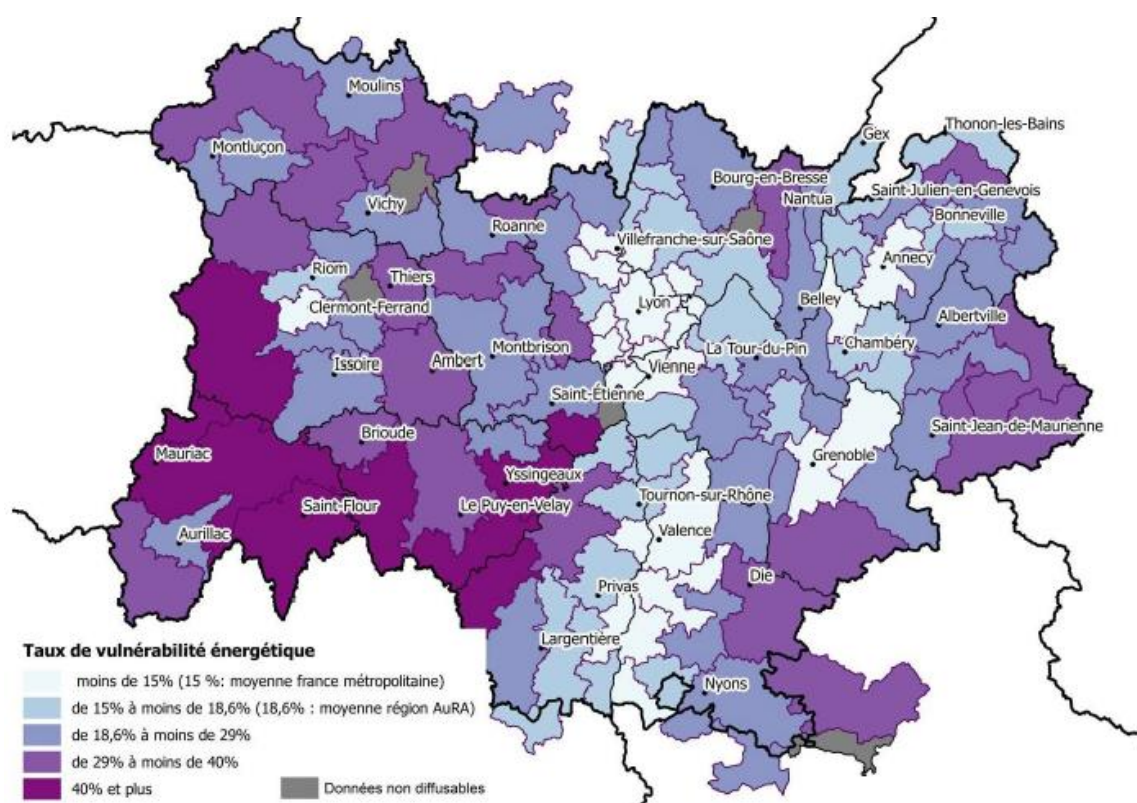 Moulins
Gex
Thonon-les-Bains
Montluçon
Bourg-en-Bresse
Saint-Julien-en-Genevois
Nantua
Vichy
Bonneville
Roanne
Villefranche-sur-Saône
Annecy
Riom
Thiers
Clermont-Ferrand
Lyon
Belley
Albertville
Issoire
Ambert
Montbrison
La Tour-du-Pin
Chambéry
Vienne
Saint-Étienne
Brioude
Saint-Jean-de-Maurienne
Mauriac
Grenoble
Yssingeaux
Saint-Flour
Le Puy-en-Velay
Tournon-sur-Rhône
Aurillac
Valence
Die
Privas
Largentière
Nyons
Taux de vulnérabilité énergétique
moins de 15% (15 %: moyenne france métropolitaine)
de 15% à moins de 18,6% (18,6% : moyenne région AuRA)
de 18,6% à moins de 29%
de 29% à moins de 40%
40% et plus
Données non diffusables